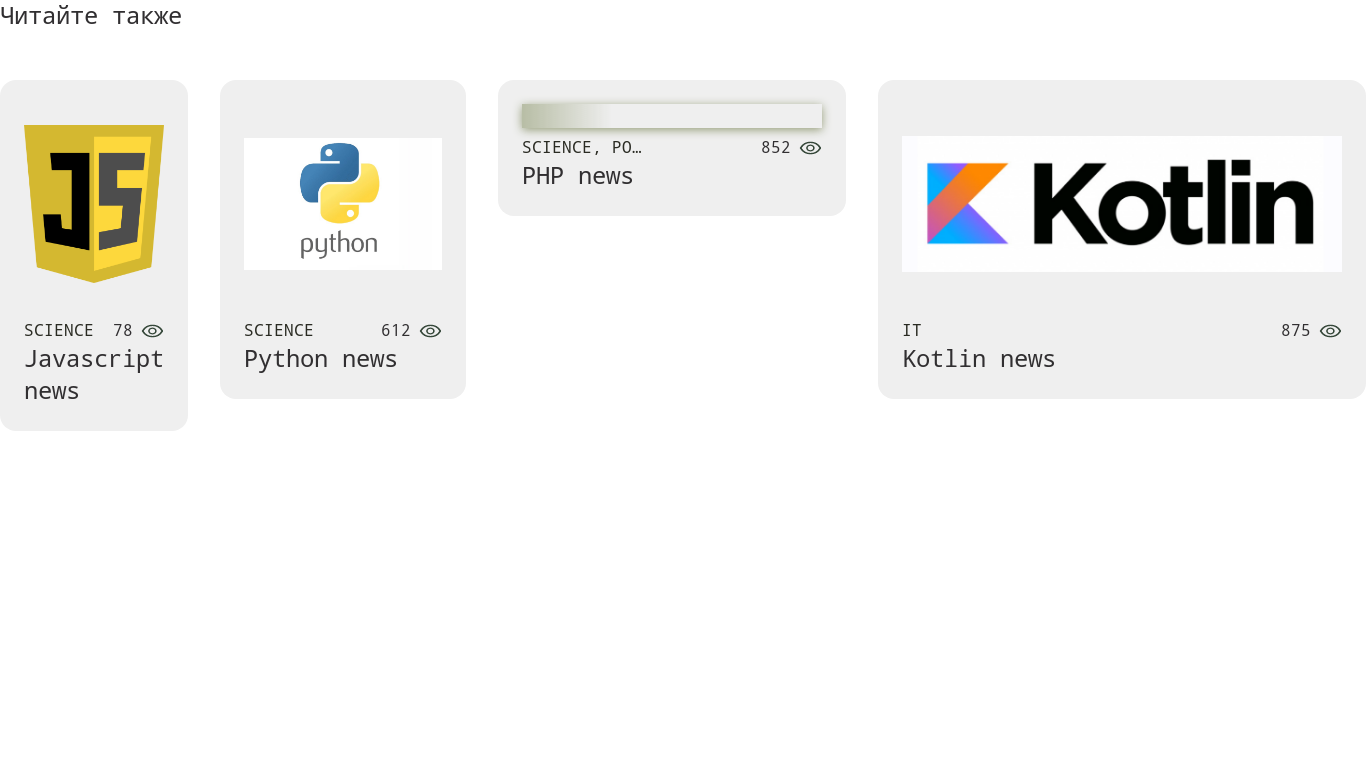 Читайте также
JS
python
Kotlin
SCIENCE 78
Javascript
news
SCIENCE 612
Python news
SCIENCE, PO… 852
PHP news
IT 875
Kotlin news